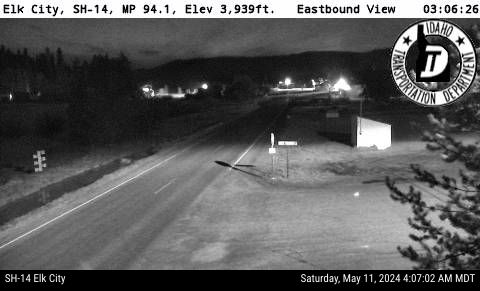 Elk City, SH-14, MP 94.1, Elev 3,939ft. Eastbound View 03:06:26
IDAHO
TRANSPORTATION DEPARTMENT
SH-14 Elk City Saturday, May 11, 2024 4:07:02 AM MDT